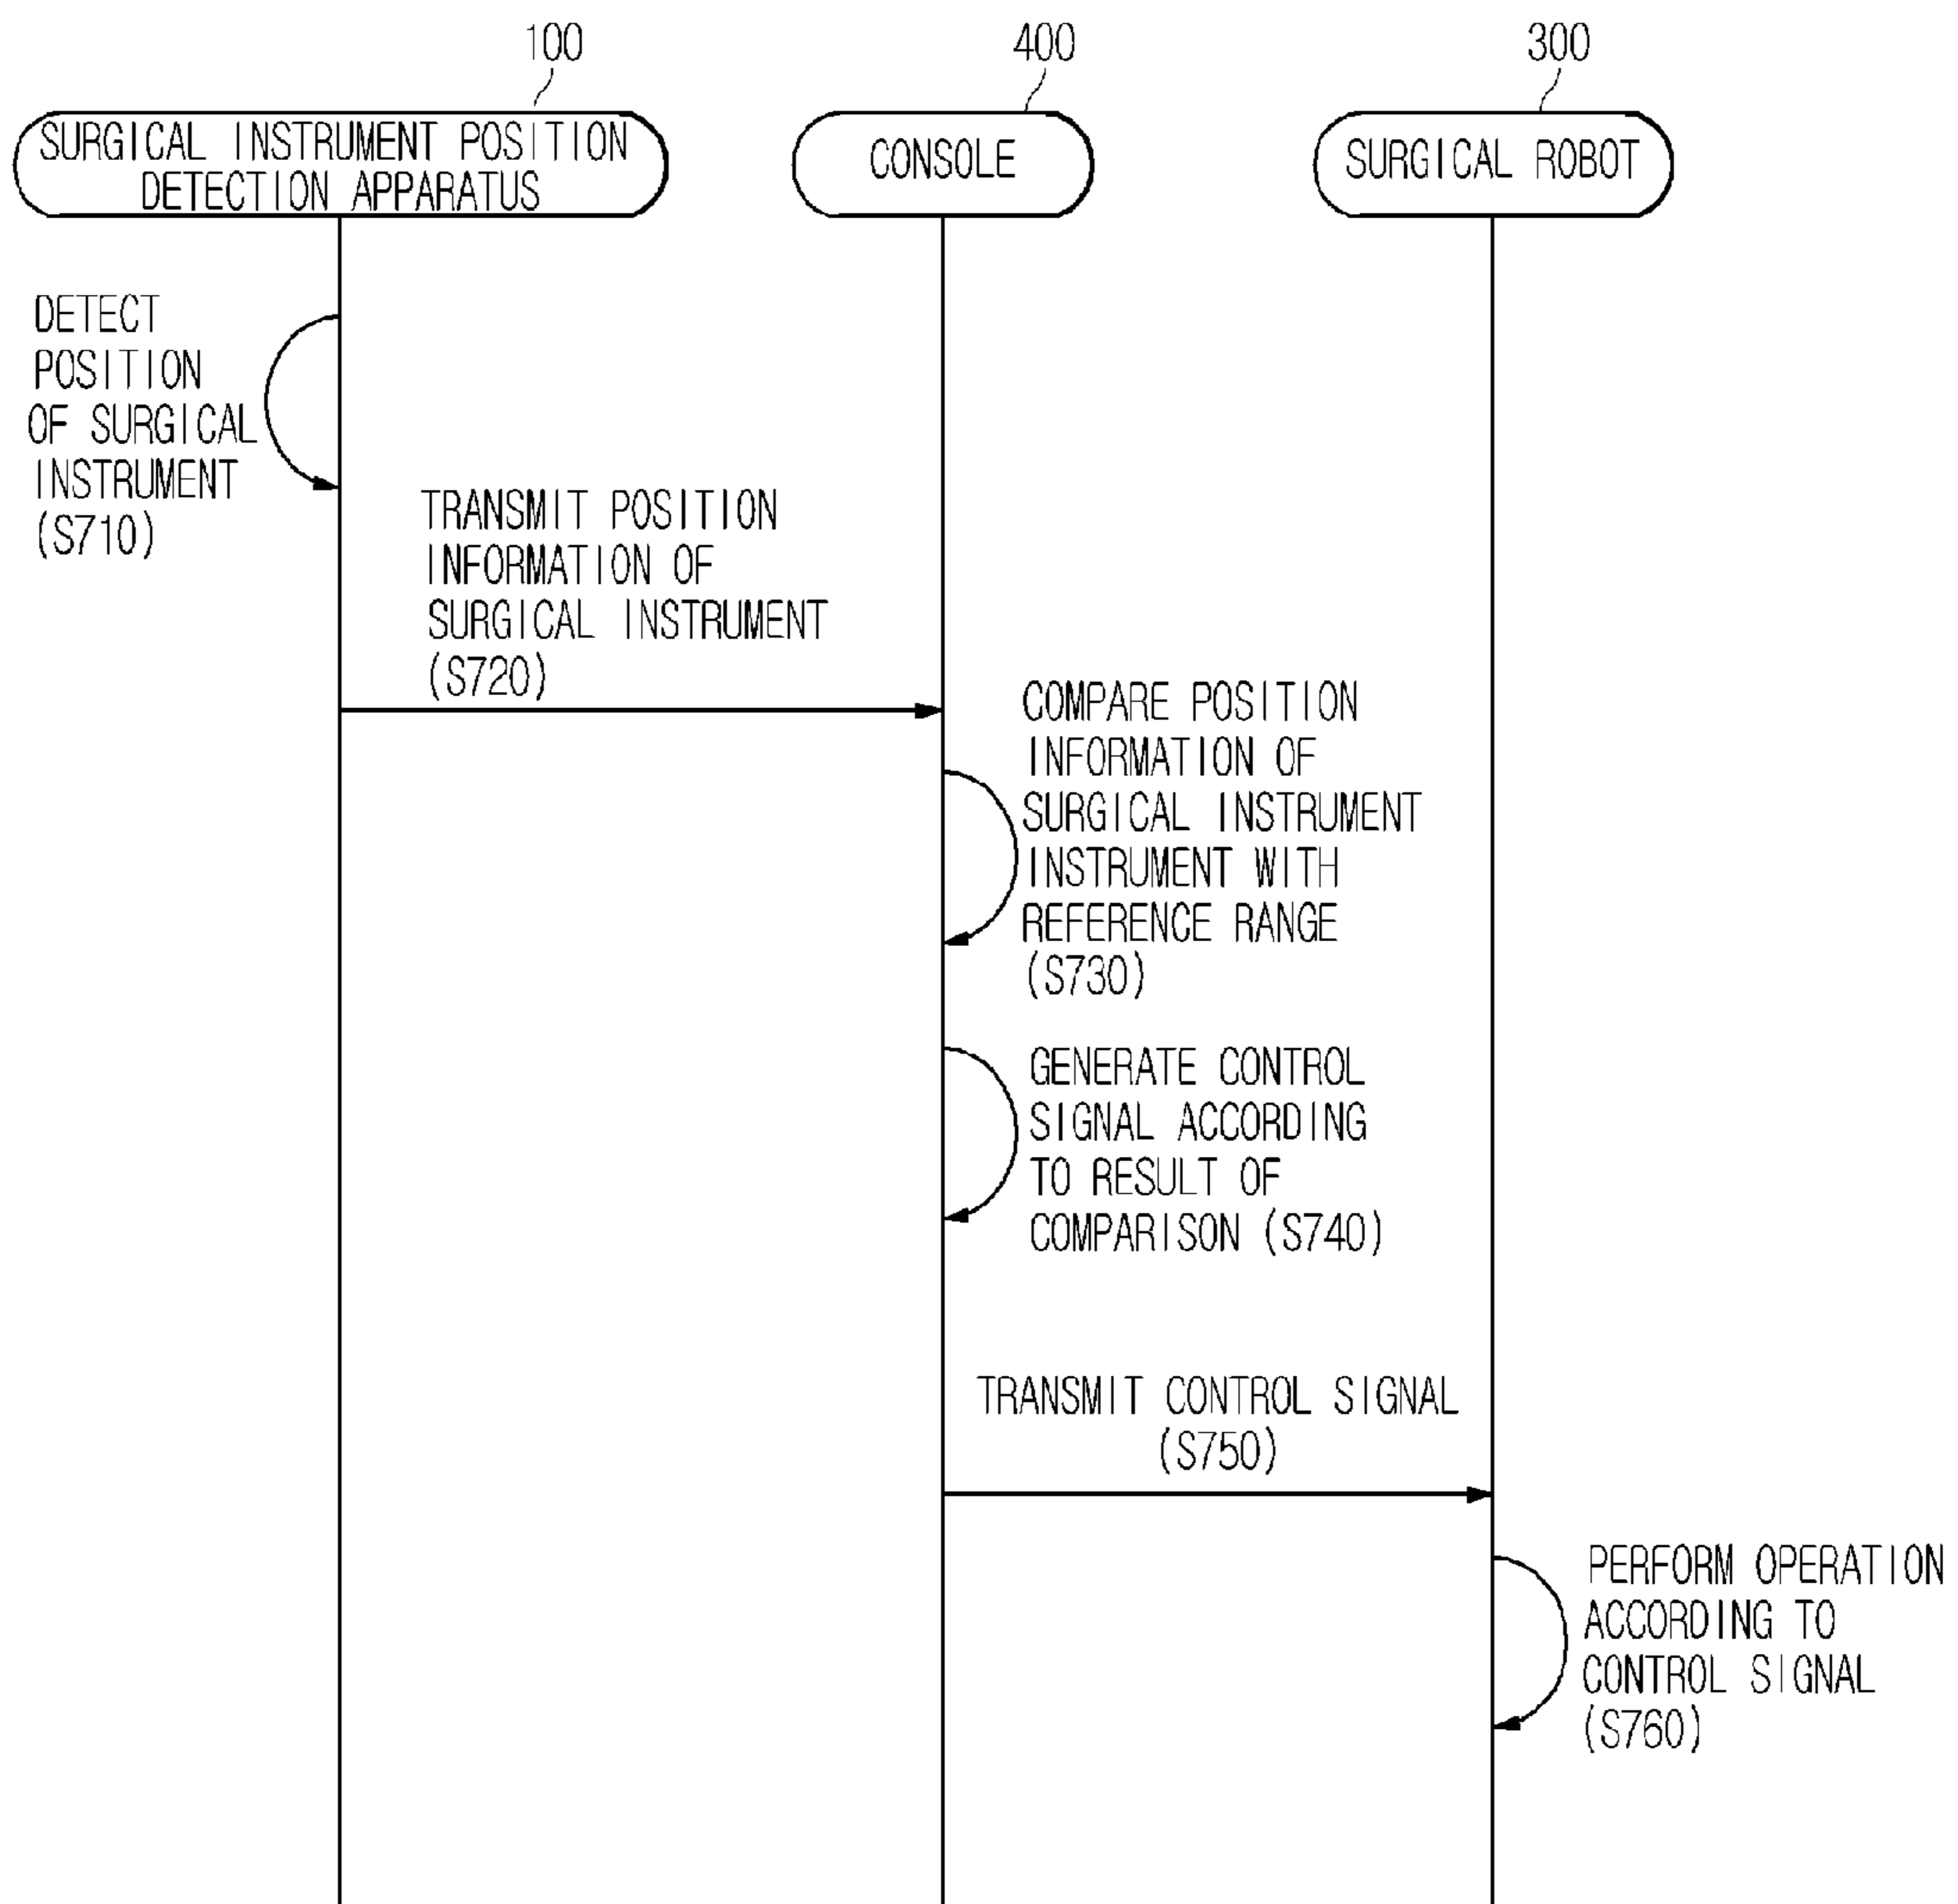 100
400
300
SURGICAL INSTRUMENT POSITION
DETECTION APPARATUS
CONSOLE
SURGICAL ROBOT
DETECT
POSITION
OF SURGICAL
INSTRUMENT
(S710)
TRANSMIT POSITION
INFORMATION OF
SURGICAL INSTRUMENT
(S720)
COMPARE POSITION
INFORMATION OF
SURGICAL INSTRUMENT
INSTRUMENT WITH
REFERENCE RANGE
(S730)
GENERATE CONTROL
SIGNAL ACCORDING
TO RESULT OF
COMPARISON (S740)
TRANSMIT CONTROL SIGNAL
(S750)
PERFORM OPERATION
ACCORDING TO
CONTROL SIGNAL
(S760)